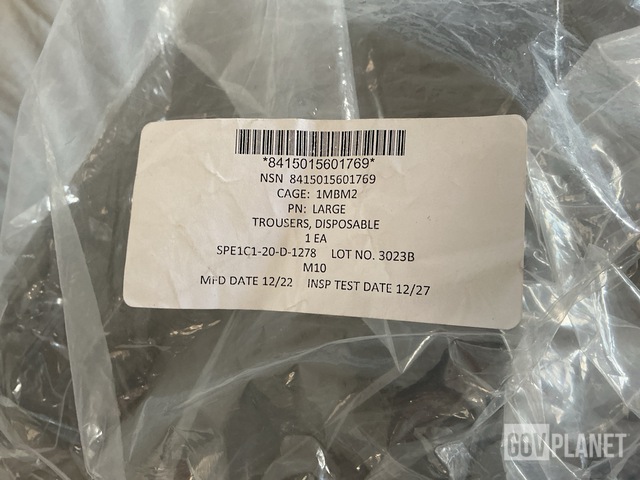 *8415015601769*
NSN 8415015601769
CAGE: 1MBM2
PN: LARGE
TROUSERS, DISPOSABLE
1 EA
SPE1C1-20-D-1278 LOT NO. 3023B
M10
MFD DATE 12/22 INSP TEST DATE 12/27
GOVPLANET